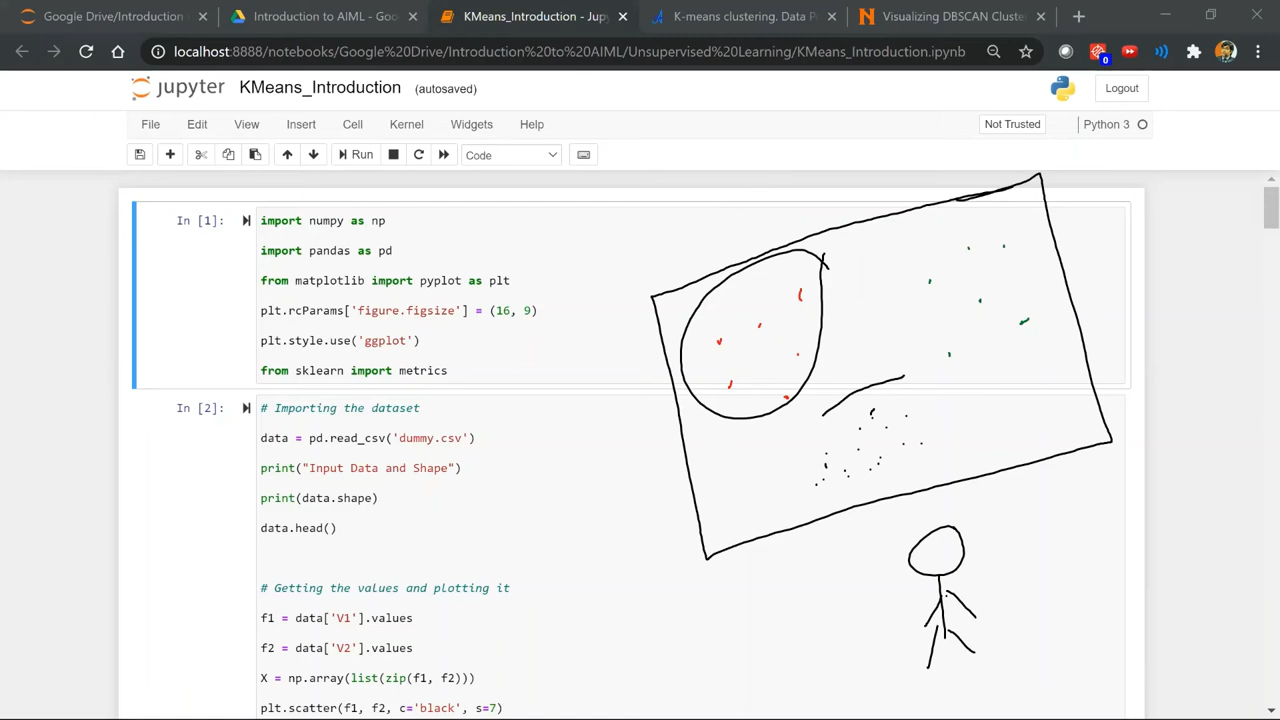 Google Drive/Introduction
Introduction to AIML - Goo
KMeans_Introduction - Jup
K-means clustering. Data P
Visualizing DBSCAN Cluste
localhost:8888/notebooks/Google%20Drive/Introduction%20to%20AIML/Unsupervised%20Learning/KMeans_Introduction.ipynb
0
jupyter KMeans_Introduction (autosaved)
Logout
File Edit View Insert Cell Kernel Widgets Help
Not Trusted
Python 3
Run
Code
In [1]:
import numpy as np
import pandas as pd
from matplotlib import pyplot as plt
plt.rcParams['figure.figsize'] = (16, 9)
plt.style.use('ggplot')
from sklearn import metrics
In [2]:
# Importing the dataset
data = pd.read_csv('dummy.csv')
print("Input Data and Shape")
print(data.shape)
data.head()
# Getting the values and plotting it
f1 = data['V1'].values
f2 = data['V2'].values
X = np.array(list(zip(f1, f2)))
plt.scatter(f1, f2, c='black', s=7)